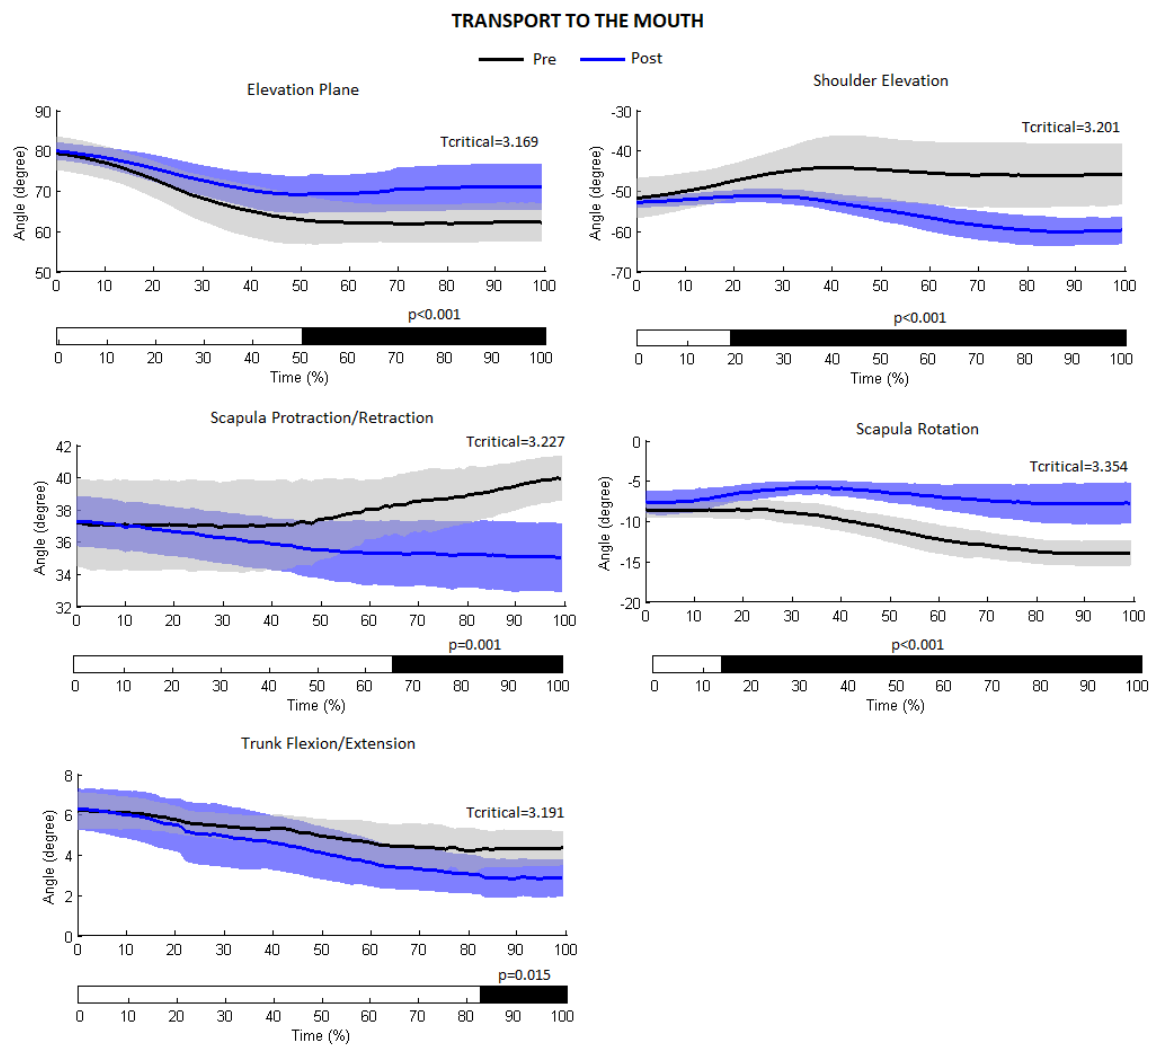 TRANSPORT TO THE MOUTH
Pre Post
Elevation Plane
Tcritical=3.169
Angle (degree)
90
80
70
60
50
0 10 20 30 40 50 60 70 80 90 100
p<0.001
0 10 20 30 40 50 60 70 80 90 100
Time (%)
Shoulder Elevation
Tcritical=3.201
Angle (degree)
-30
-40
-50
-60
-70
0 10 20 30 40 50 60 70 80 90 100
p<0.001
0 10 20 30 40 50 60 70 80 90 100
Time (%)
Scapula Protraction/Retraction
Tcritical=3.227
Angle (degree)
42
40
38
36
34
32
0 10 20 30 40 50 60 70 80 90 100
p=0.001
0 10 20 30 40 50 60 70 80 90 100
Time (%)
Scapula Rotation
Tcritical=3.354
Angle (degree)
0
-5
-10
-15
-20
0 10 20 30 40 50 60 70 80 90 100
p<0.001
0 10 20 30 40 50 60 70 80 90 100
Time (%)
Trunk Flexion/Extension
Tcritical=3.191
Angle (degree)
8
6
4
2
0
0 10 20 30 40 50 60 70 80 90 100
p=0.015
0 10 20 30 40 50 60 70 80 90 100
Time (%)